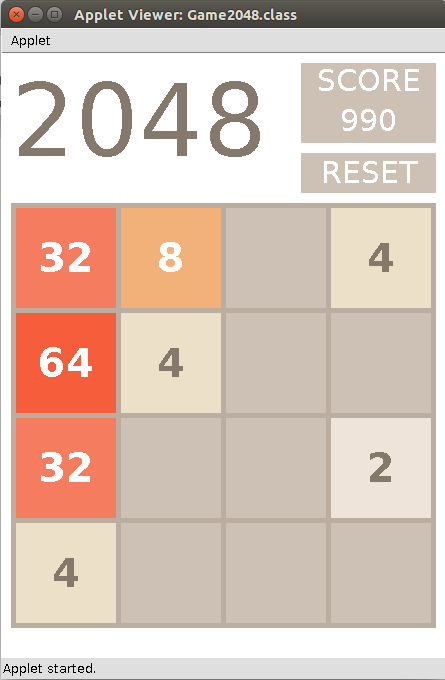 Applet Viewer: Game2048.class
Applet
2048
SCORE
990
RESET
32 8 4
64 4
32 2
4
Applet started.